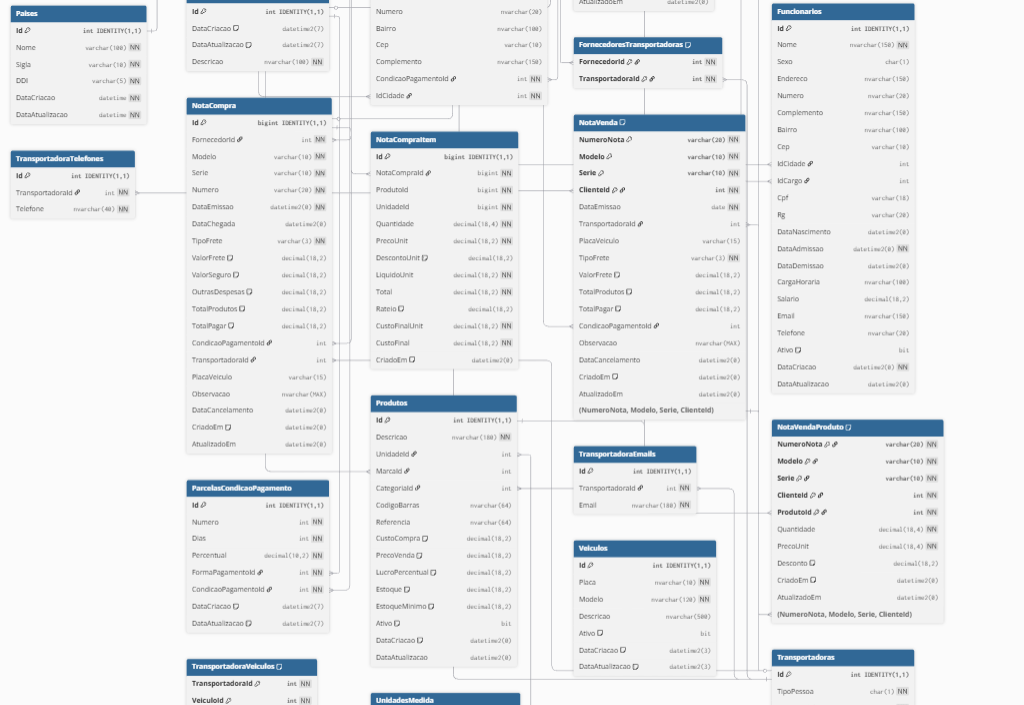 Paises
Id int IDENTITY(1,1)
Nome varchar(100) NN
Sigla varchar(10) NN
DDI varchar(5) NN
DataCriacao datetime NN
DataAtualizacao datetime NN
TransportadoraTelefones
Id int IDENTITY(1,1)
TransportadoraId int NN
Telefone nvarchar(40) NN
Id int IDENTITY(1,1)
DataCriacao datetime2(7)
DataAtualizacao datetime2(7)
Descricao nvarchar(100) NN
NotaCompra
Id bigint IDENTITY(1,1)
FornecedorId int NN
Modelo varchar(10) NN
Serie varchar(10) NN
Numero varchar(20) NN
DataEmissao datetime2(0) NN
DataChegada datetime2(0)
TipoFrete varchar(3) NN
ValorFrete decimal(18,2)
ValorSeguro decimal(18,2)
OutrasDespesas decimal(18,2)
TotalProdutos decimal(18,2)
TotalPagar decimal(18,2)
CondicaoPagamentoId int
TransportadoraId int
PlacaVeiculo varchar(15)
Observacao nvarchar(MAX)
DataCancelamento datetime2(0)
CriadoEm datetime2(0)
AtualizadoEm datetime2(0)
ParcelasCondicaoPagamento
Id int IDENTITY(1,1)
Numero int NN
Dias int NN
Percentual decimal(10,2) NN
FormaPagamentoId int NN
CondicaoPagamentoId int NN
DataCriacao datetime2(7)
DataAtualizacao datetime2(7)
TransportadoraVeiculos
TransportadoraId int NN
VeiculoId int NN
Numero nvarchar(20)
Bairro nvarchar(100)
Cep varchar(10)
Complemento nvarchar(150)
CondicaoPagamentoId int NN
IdCidade int
NotaCompraItem
Id bigint IDENTITY(1,1)
NotaCompraId bigint NN
ProdutoId bigint NN
UnidadeId bigint NN
Quantidade decimal(18,4) NN
PrecoUnit decimal(18,2) NN
DescontoUnit decimal(18,2)
LiquidoUnit decimal(18,2) NN
Total decimal(18,2) NN
Rateio decimal(18,2)
CustoFinalUnit decimal(18,2) NN
CustoFinal decimal(18,2) NN
CriadoEm datetime2(0)
Produtos
Id int IDENTITY(1,1)
Descricao nvarchar(180) NN
UnidadeId int
MarcaId int
CategoriaId int
CodigoBarras nvarchar(64)
Referencia nvarchar(64)
CustoCompra decimal(18,2)
PrecoVenda decimal(18,2)
LucroPercentual decimal(18,2)
Estoque decimal(18,2)
EstoqueMinimo decimal(18,2)
Ativo bit
DataCriacao datetime2(0)
DataAtualizacao datetime2(0)
UnidadesMedida
AtualizadoEm datetime2(0)
FornecedoresTransportadoras
FornecedorId int NN
TransportadoraId int NN
NotaVenda
NumeroNota varchar(20) NN
Modelo varchar(10) NN
Serie varchar(10) NN
ClienteId int NN
DataEmissao date NN
TransportadoraId int
PlacaVeiculo varchar(15)
TipoFrete varchar(3) NN
ValorFrete decimal(18,2)
TotalProdutos decimal(18,2)
TotalPagar decimal(18,2)
CondicaoPagamentoId int
Observacao nvarchar(MAX)
DataCancelamento datetime2(0)
CriadoEm datetime2(0)
AtualizadoEm datetime2(0)
(NumeroNota, Modelo, Serie, ClienteId)
TransportadoraEmails
Id int IDENTITY(1,1)
TransportadoraId int NN
Email nvarchar(180) NN
Veiculos
Id int IDENTITY(1,1)
Placa nvarchar(10) NN
Modelo nvarchar(120) NN
Descricao nvarchar(500)
Ativo bit
DataCriacao datetime2(3)
DataAtualizacao datetime2(3)
Funcionarios
Id int IDENTITY(1,1)
Nome nvarchar(150) NN
Sexo char(1)
Endereco nvarchar(150)
Numero nvarchar(20)
Complemento nvarchar(150)
Bairro nvarchar(100)
Cep varchar(10)
IdCidade int
IdCargo int
Cpf varchar(18)
Rg varchar(20)
DataNascimento datetime2(0)
DataAdmissao datetime2(0) NN
DataDemissao datetime2(0)
CargaHoraria nvarchar(100)
Salario decimal(18,2)
Email nvarchar(150)
Telefone nvarchar(20)
Ativo bit
DataCriacao datetime2(0) NN
DataAtualizacao datetime2(0)
NotaVendaProduto
NumeroNota varchar(20) NN
Modelo varchar(10) NN
Serie varchar(10) NN
ClienteId int NN
ProdutoId int NN
Quantidade decimal(18,4) NN
PrecoUnit decimal(18,4) NN
Desconto decimal(18,2)
CriadoEm datetime2(0)
AtualizadoEm datetime2(0)
(NumeroNota, Modelo, Serie, ClienteId)
Transportadoras
Id int IDENTITY(1,1)
TipoPessoa char(1) NN